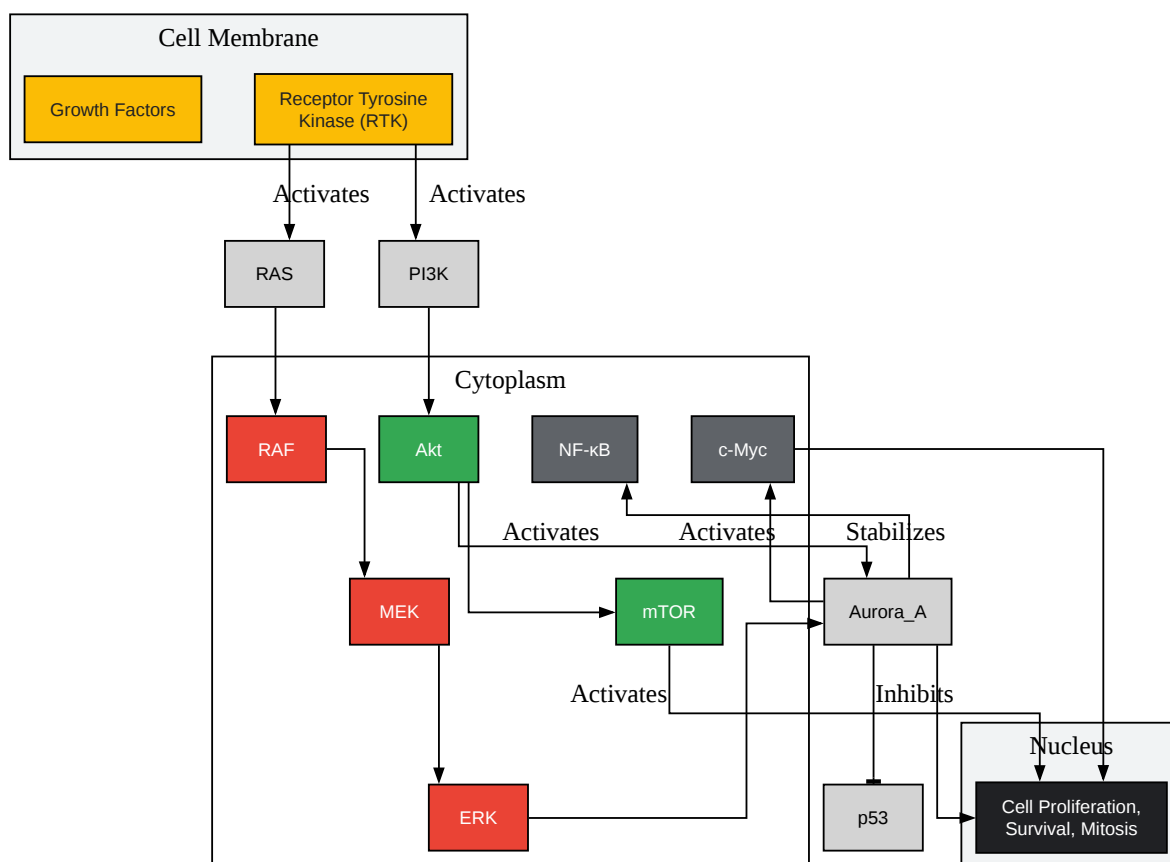 Cell Membrane
Growth Factors
Receptor Tyrosine
Kinase (RTK)
Activates
Activates
RAS
PI3K
Cytoplasm
RAF
Akt
NF-κB
c-Myc
Activates
Activates
Stabilizes
MEK
mTOR
Aurora_A
Activates
Inhibits
Nucleus
ERK
p53
Cell Proliferation,
Survival, Mitosis